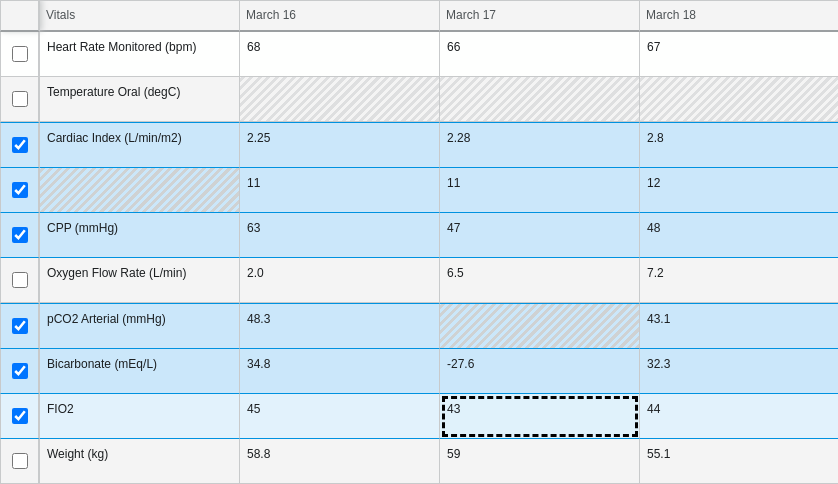 Vitals March 16 March 17 March 18
Heart Rate Monitored (bpm) 68 66 67
Temperature Oral (degC)
Cardiac Index (L/min/m2) 2.25 2.28 2.8
11 11 12
CPP (mmHg) 63 47 48
Oxygen Flow Rate (L/min) 2.0 6.5 7.2
pCO2 Arterial (mmHg) 48.3 43.1
Bicarbonate (mEq/L) 34.8 -27.6 32.3
FIO2 45 43 44
Weight (kg) 58.8 59 55.1